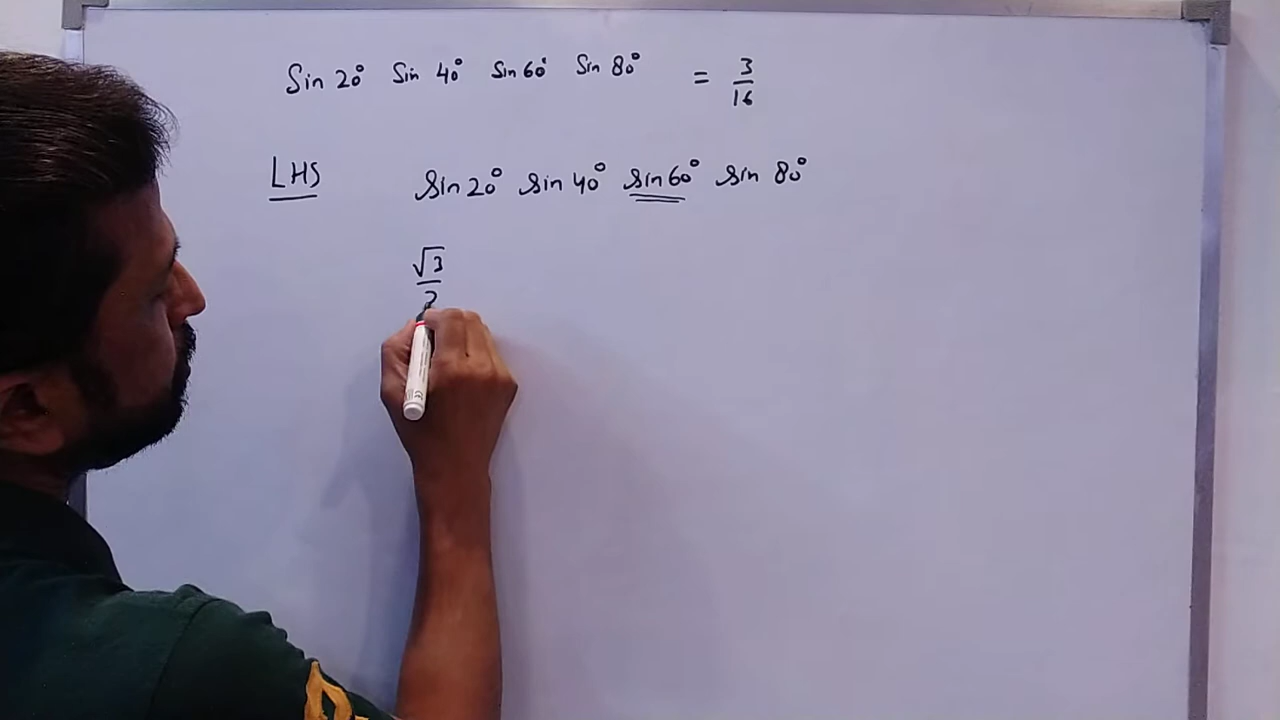 Sin 20° Sin 40° Sin 60° Sin 80° = 3/16
LHS sin 20° sin 40° sin 60° sin 80°
√3/2